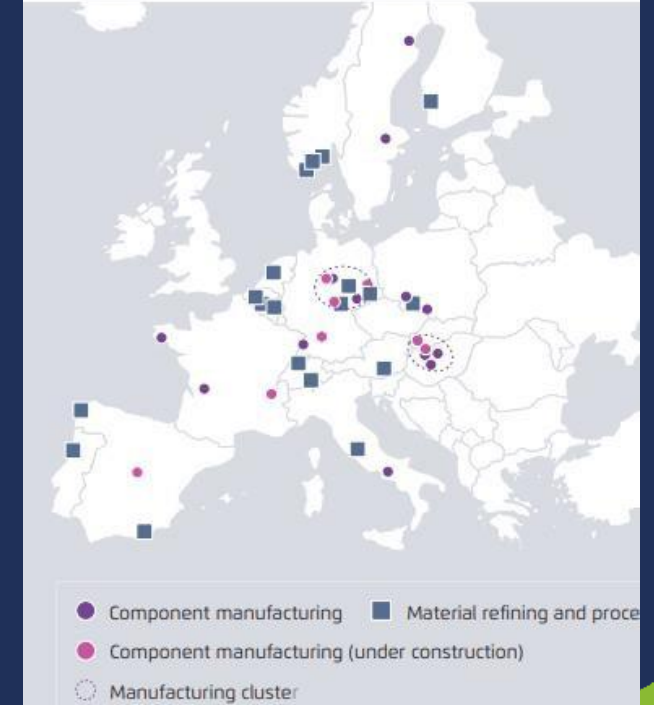 Component manufacturing
Material refining and proce
Component manufacturing (under construction)
Manufacturing cluster